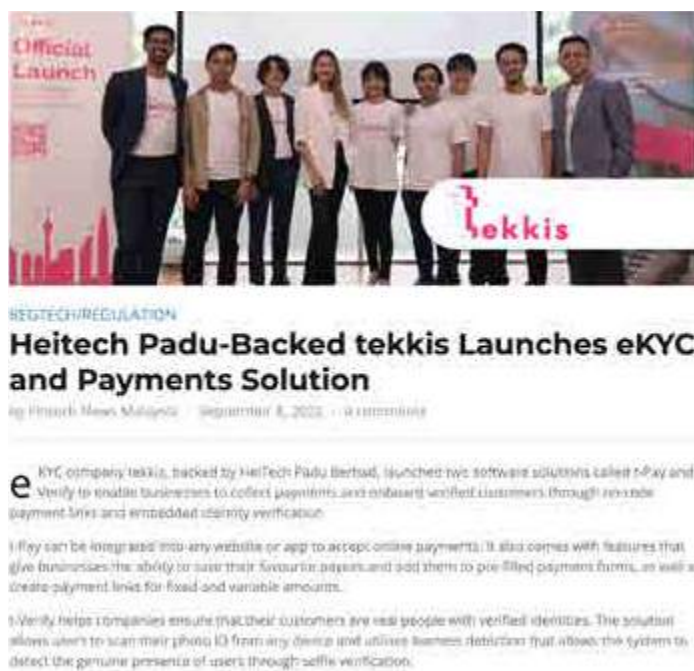 Official
Launch
tekkis
REGTECH/REGULATION
Heitech Padu-Backed tekkis Launches eKYC
and Payments Solution
by Fintech News Malaysia September 8, 2022 0 comments
eKYC company tekkis, backed by HeiTech Padu Berhad, launched two software solutions called t-Pay and
Verify to enable businesses to collect payments and onboard verified customers through no-code
payment links and embedded identity verification.
t-Pay can be integrated into any website or app to accept online payments. It also comes with features that
give businesses the ability to save their favourite payees and add them to pre-filled payment forms, as well a
create payment links for fixed and variable amounts.
t-Verify helps companies ensure that their customers are real people with verified identities. The solution
allows users to scan their photo ID from any device and utilises liveness detection that allows the system to
detect the genuine presence of users through selfie verification.